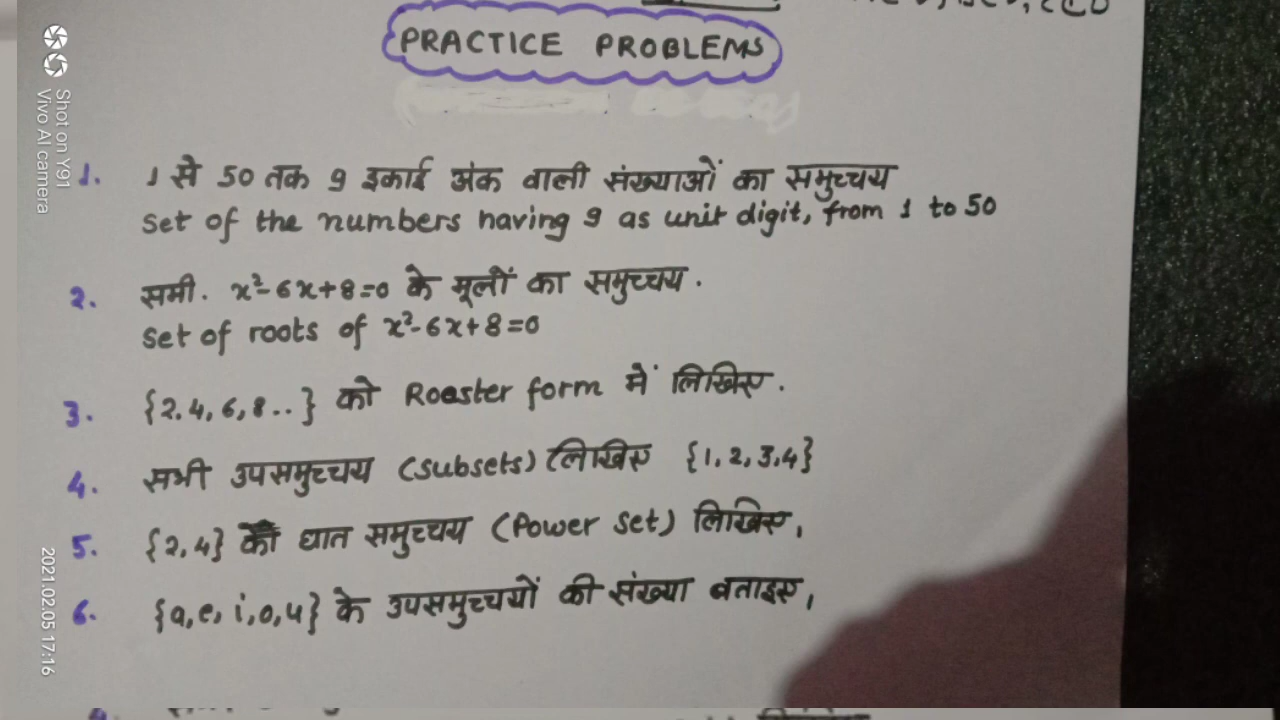 PRACTICE PROBLEMS
1. 1 से 50 तक 9 इकाई अंक वाली संख्याओं का समुच्चय
Set of the numbers having 9 as unit digit, from 1 to 50
2. समी. x²-6x+8=0 के मूलों का समुच्चय.
Set of roots of x²-6x+8=0
3. {2,4,6,8..} को Roaster form में लिखिए.
4. सभी उपसमुच्चय (subsets) लिखिए {1,2,3,4}
5. {2,4} की घात समुच्चय (Power Set) लिखिए,
6. {a,e,i,o,u} के उपसमुच्चयों की संख्या बताइए,
Shot on Y91
Vivo AI camera
2021.02.05 17:16